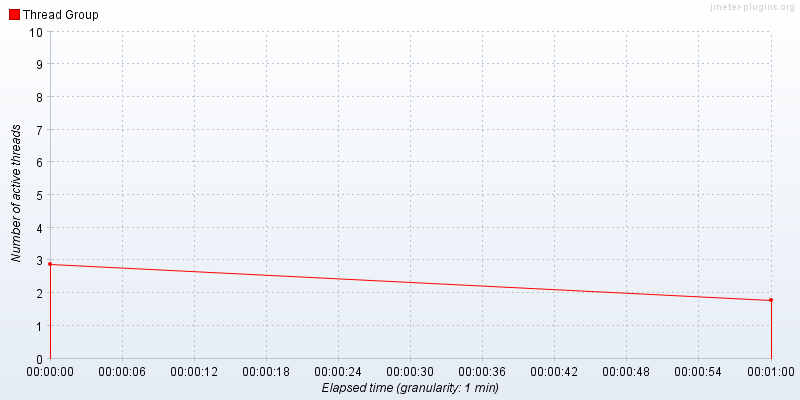 jmeter-plugins.org
Thread Group
10
9
8
7
6
5
4
3
2
1
0
Number of active threads
00:00:00 00:00:06 00:00:12 00:00:18 00:00:24 00:00:30 00:00:36 00:00:42 00:00:48 00:00:54 00:01:00
Elapsed time (granularity: 1 min)